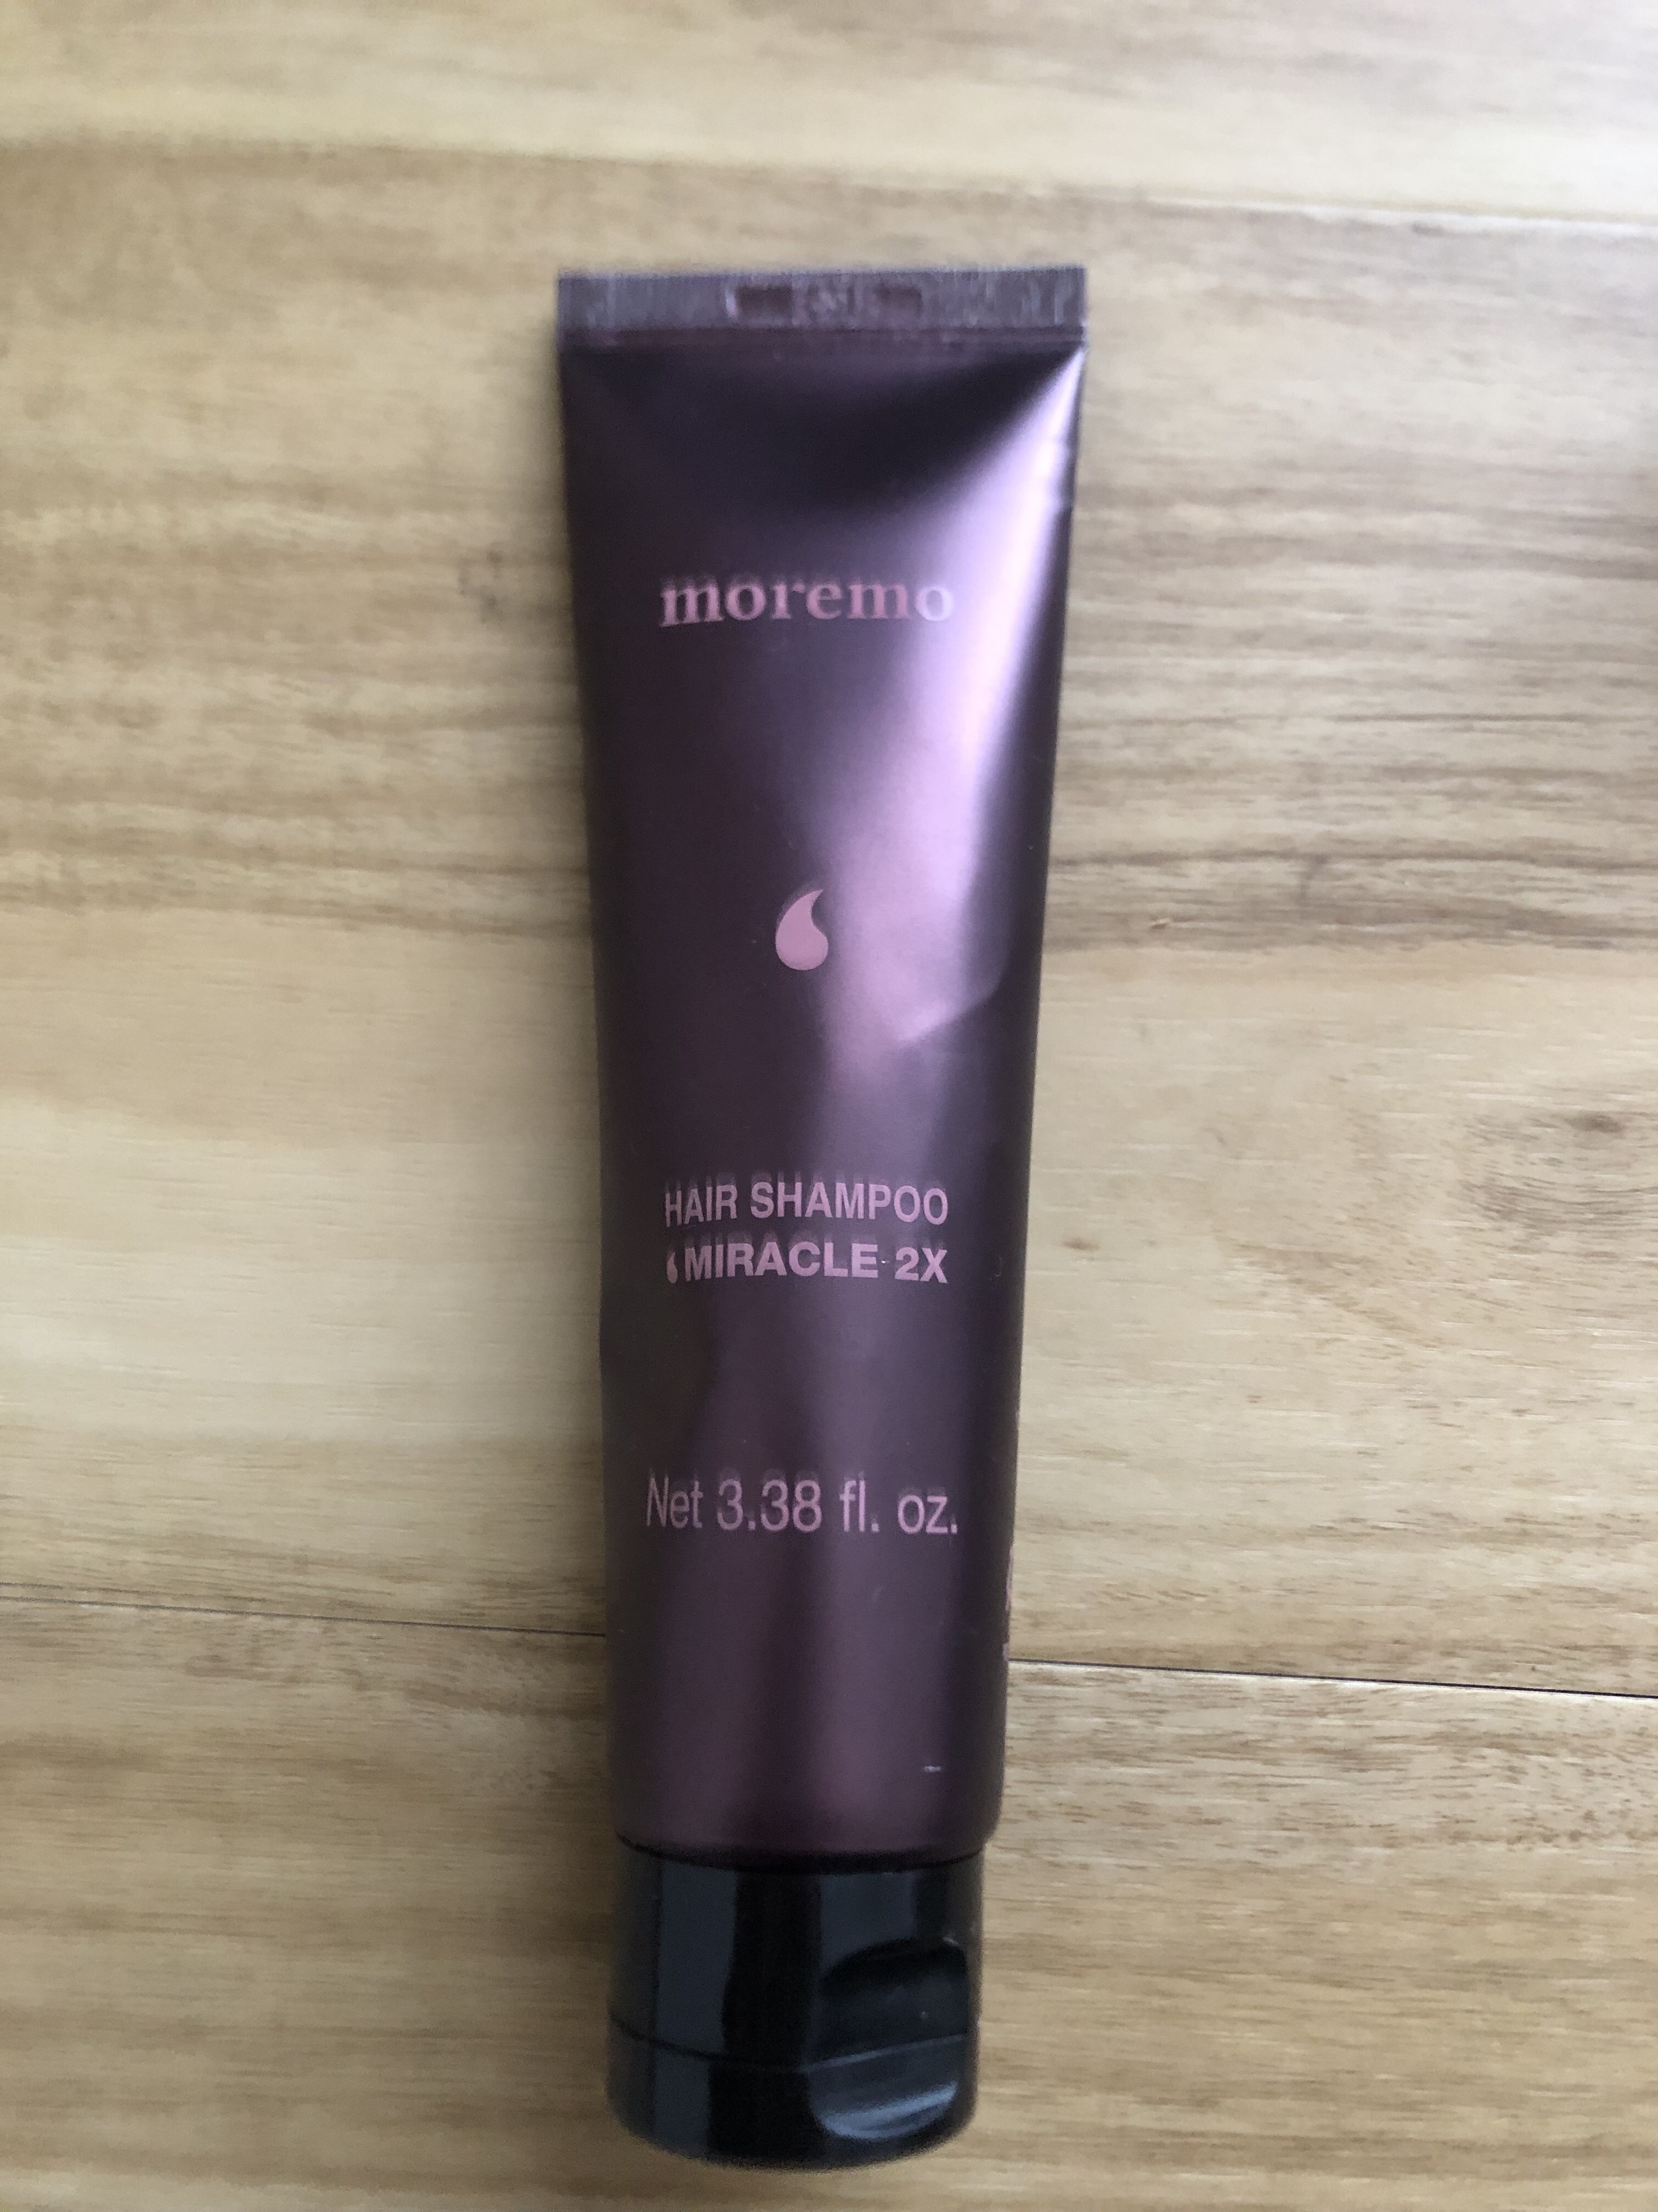 moremo
HAIR SHAMPOO
MIRACLE 2X
Net 3.38 fl. oz.